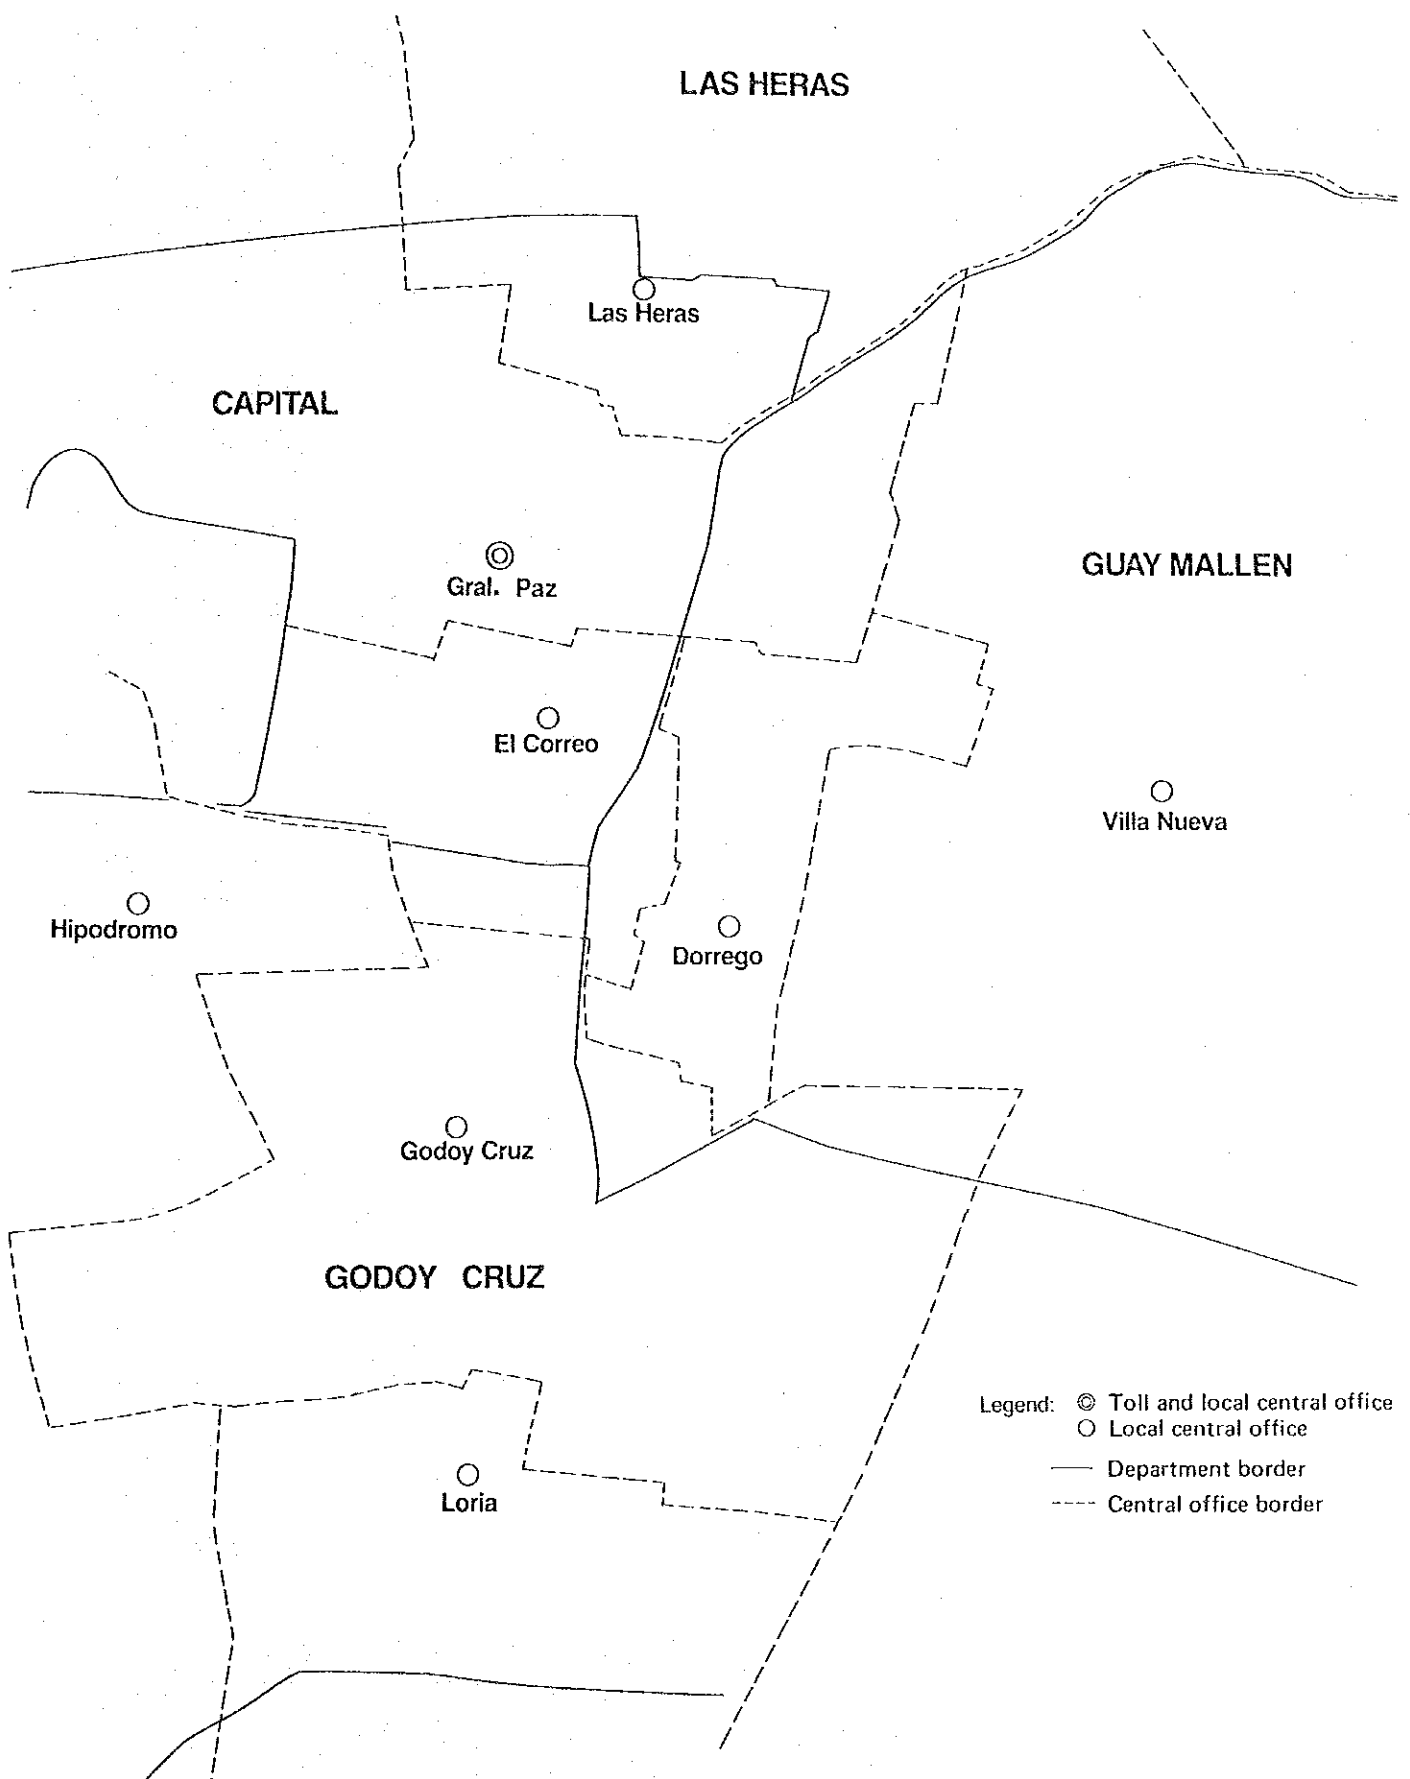 LAS HERAS
Las Heras
CAPITAL
Gral. Paz
GUAY MALLEN
El Correo
Villa Nueva
Hipodromo
Dorrego
Godoy Cruz
GODOY CRUZ
Loria
Legend: ◎ Toll and local central office
○ Local central office
Department border
Central office border